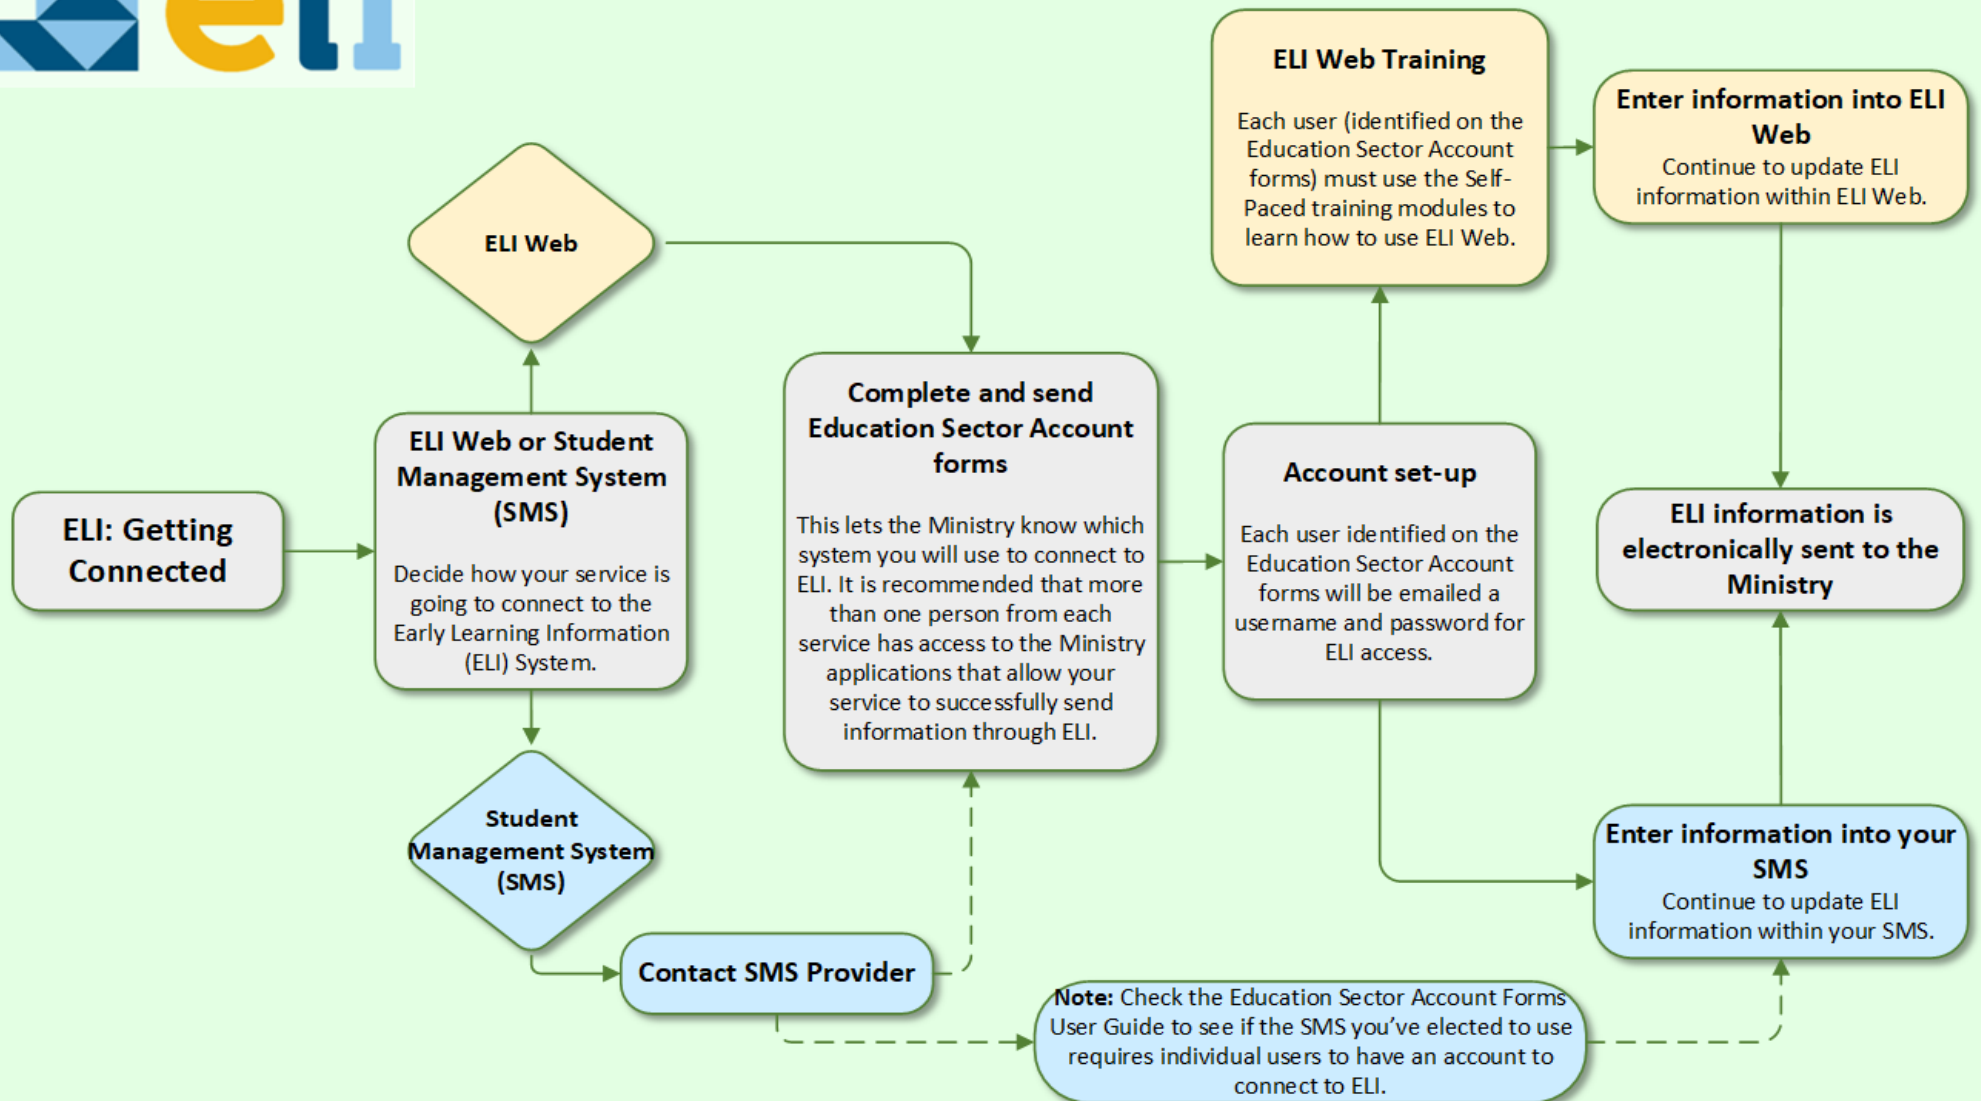 eli
ELI: Getting
Connected
ELI Web or Student
Management System
(SMS)
Decide how your service is
going to connect to the
Early Learning Information
(ELI) System.
ELI Web
Student
Management System
(SMS)
Contact SMS Provider
Complete and send
Education Sector Account
forms
This lets the Ministry know which
system you will use to connect to
ELI. It is recommended that more
than one person from each
service has access to the Ministry
applications that allow your
service to successfully send
information through ELI.
Note: Check the Education Sector Account Forms
User Guide to see if the SMS you've elected to use
requires individual users to have an account to
connect to ELI.
Account set-up
Each user identified on the
Education Sector Account
forms will be emailed a
username and password for
ELI access.
ELI Web Training
Each user (identified on the
Education Sector Account
forms) must use the Self-
Paced training modules to
learn how to use ELI Web.
Enter information into ELI
Web
Continue to update ELI
information within ELI Web.
Enter information into your
SMS
Continue to update ELI
information within your SMS.
ELI information is
electronically sent to the
Ministry